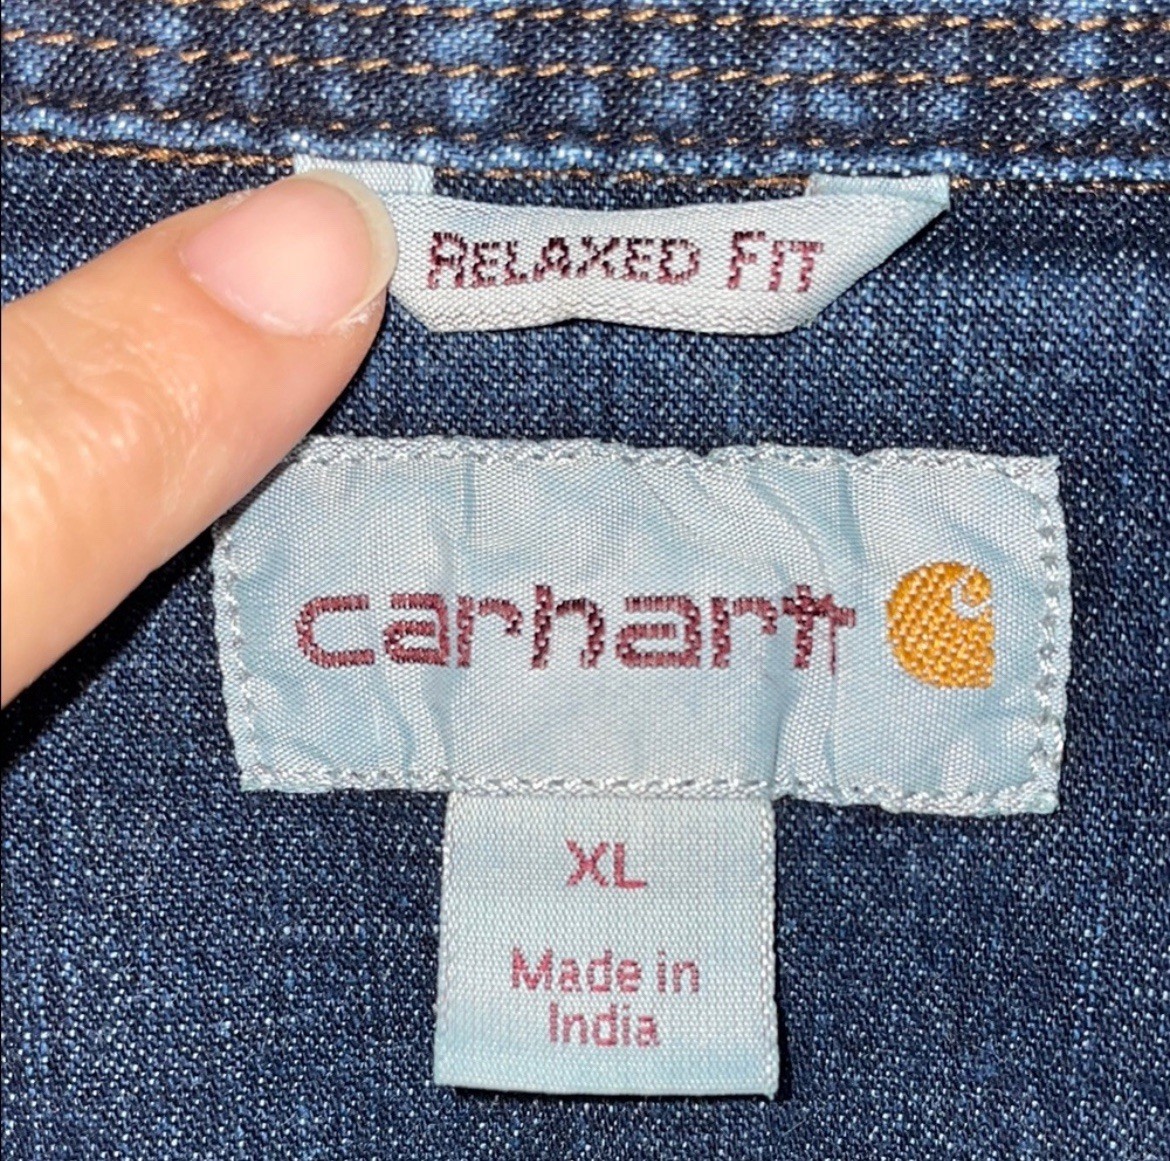 RELAXED FIT
carhartt
XL
Made in
India